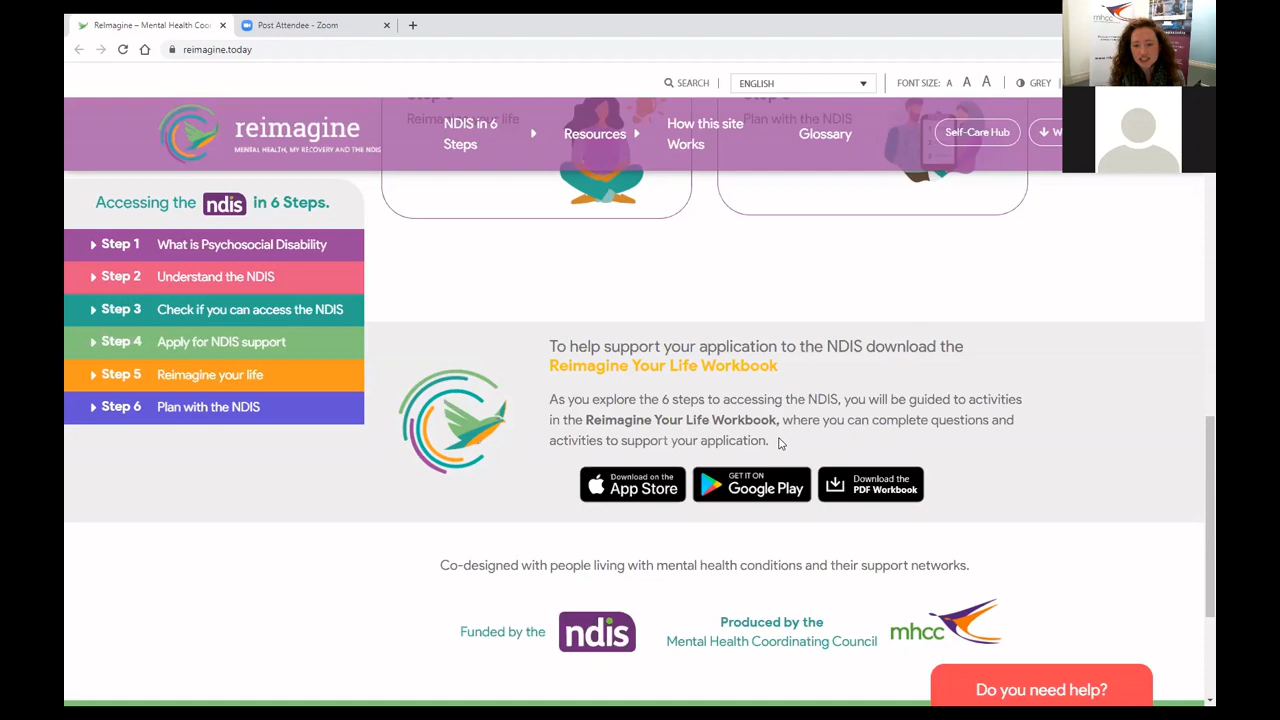 ReImagine – Mental Health Coo
Post Attendee - Zoom
reimagine.today
SEARCH
ENGLISH
FONT SIZE: A A A
GREY
reimagine
MENTAL HEALTH, MY RECOVERY AND THE NDIS
NDIS in 6 Steps
Resources
How this site Works
Glossary
Self-Care Hub
Reimagine your life
Plan with the NDIS
Accessing the ndis in 6 Steps.
Step 1 What is Psychosocial Disability
Step 2 Understand the NDIS
Step 3 Check if you can access the NDIS
Step 4 Apply for NDIS support
Step 5 Reimagine your life
Step 6 Plan with the NDIS
To help support your application to the NDIS download the
Reimagine Your Life Workbook
As you explore the 6 steps to accessing the NDIS, you will be guided to activities
in the Reimagine Your Life Workbook, where you can complete questions and
activities to support your application.
Download on the
App Store
GET IT ON
Google Play
Download the
PDF Workbook
Co-designed with people living with mental health conditions and their support networks.
Funded by the ndis
Produced by the
Mental Health Coordinating Council
mhcc
Do you need help?
mhcc